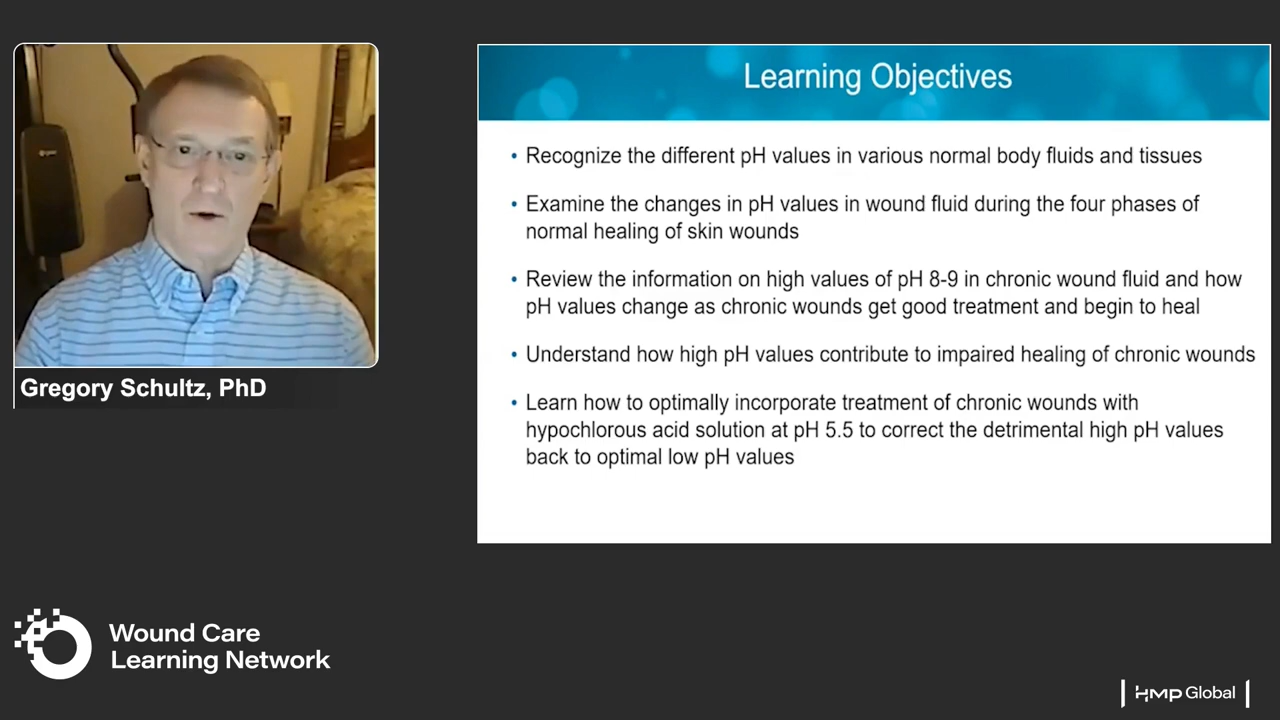 Learning Objectives
• Recognize the different pH values in various normal body fluids and tissues
• Examine the changes in pH values in wound fluid during the four phases of
normal healing of skin wounds
• Review the information on high values of pH 8-9 in chronic wound fluid and how
pH values change as chronic wounds get good treatment and begin to heal
• Understand how high pH values contribute to impaired healing of chronic wounds
• Learn how to optimally incorporate treatment of chronic wounds with
hypochlorous acid solution at pH 5.5 to correct the detrimental high pH values
back to optimal low pH values
Gregory Schultz, PhD
Wound Care
Learning Network
HMP Global